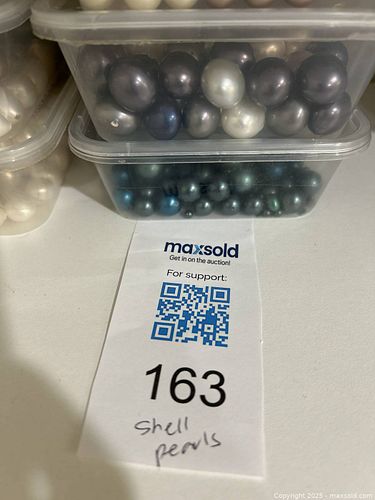 maxsold
Get in on the auction!
For support:
163
Shell
pearls
Copyright 2025 - maxsold.com